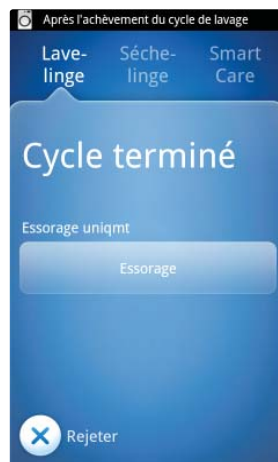 Après l'achèvement du cycle de lavage
Lave-
linge
Séche-
linge
Smart
Care
Cycle terminé
Essorage uniqmt
Essorage
Rejeter